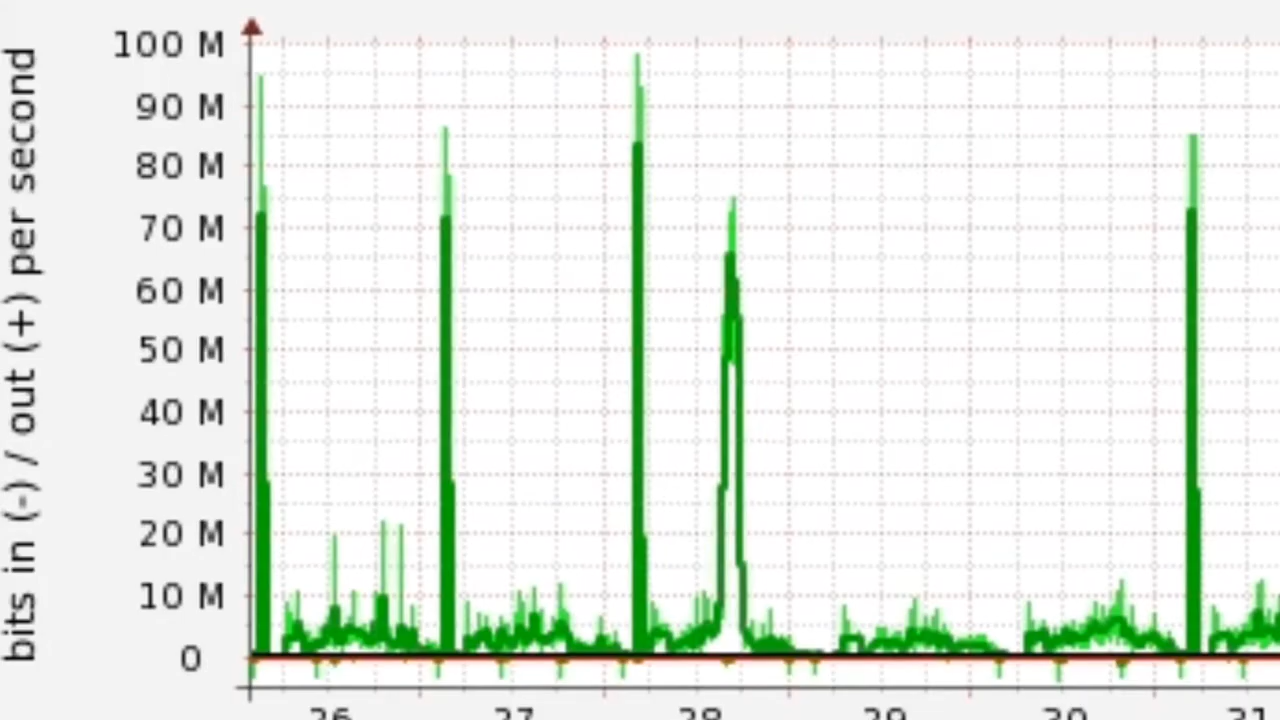 bits in (-) / out (+) per second
100 M
90 M
80 M
70 M
60 M
50 M
40 M
30 M
20 M
10 M
0
26 27 28 29 30 31